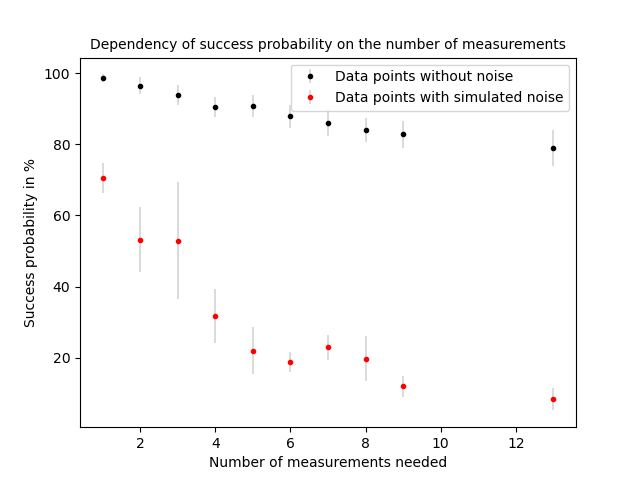 Dependency of success probability on the number of measurements
Data points without noise
Data points with simulated noise
100
80
60
40
20
Success probability in %
2
4
6
8
10
12
Number of measurements needed